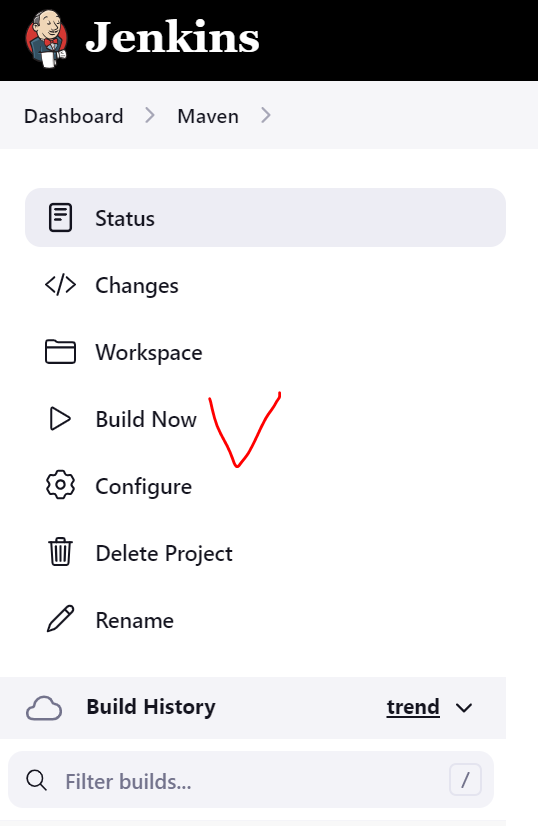 Jenkins
Dashboard > Maven >
Status
Changes
Workspace
Build Now
Configure
Delete Project
Rename
Build History trend
Filter builds... /